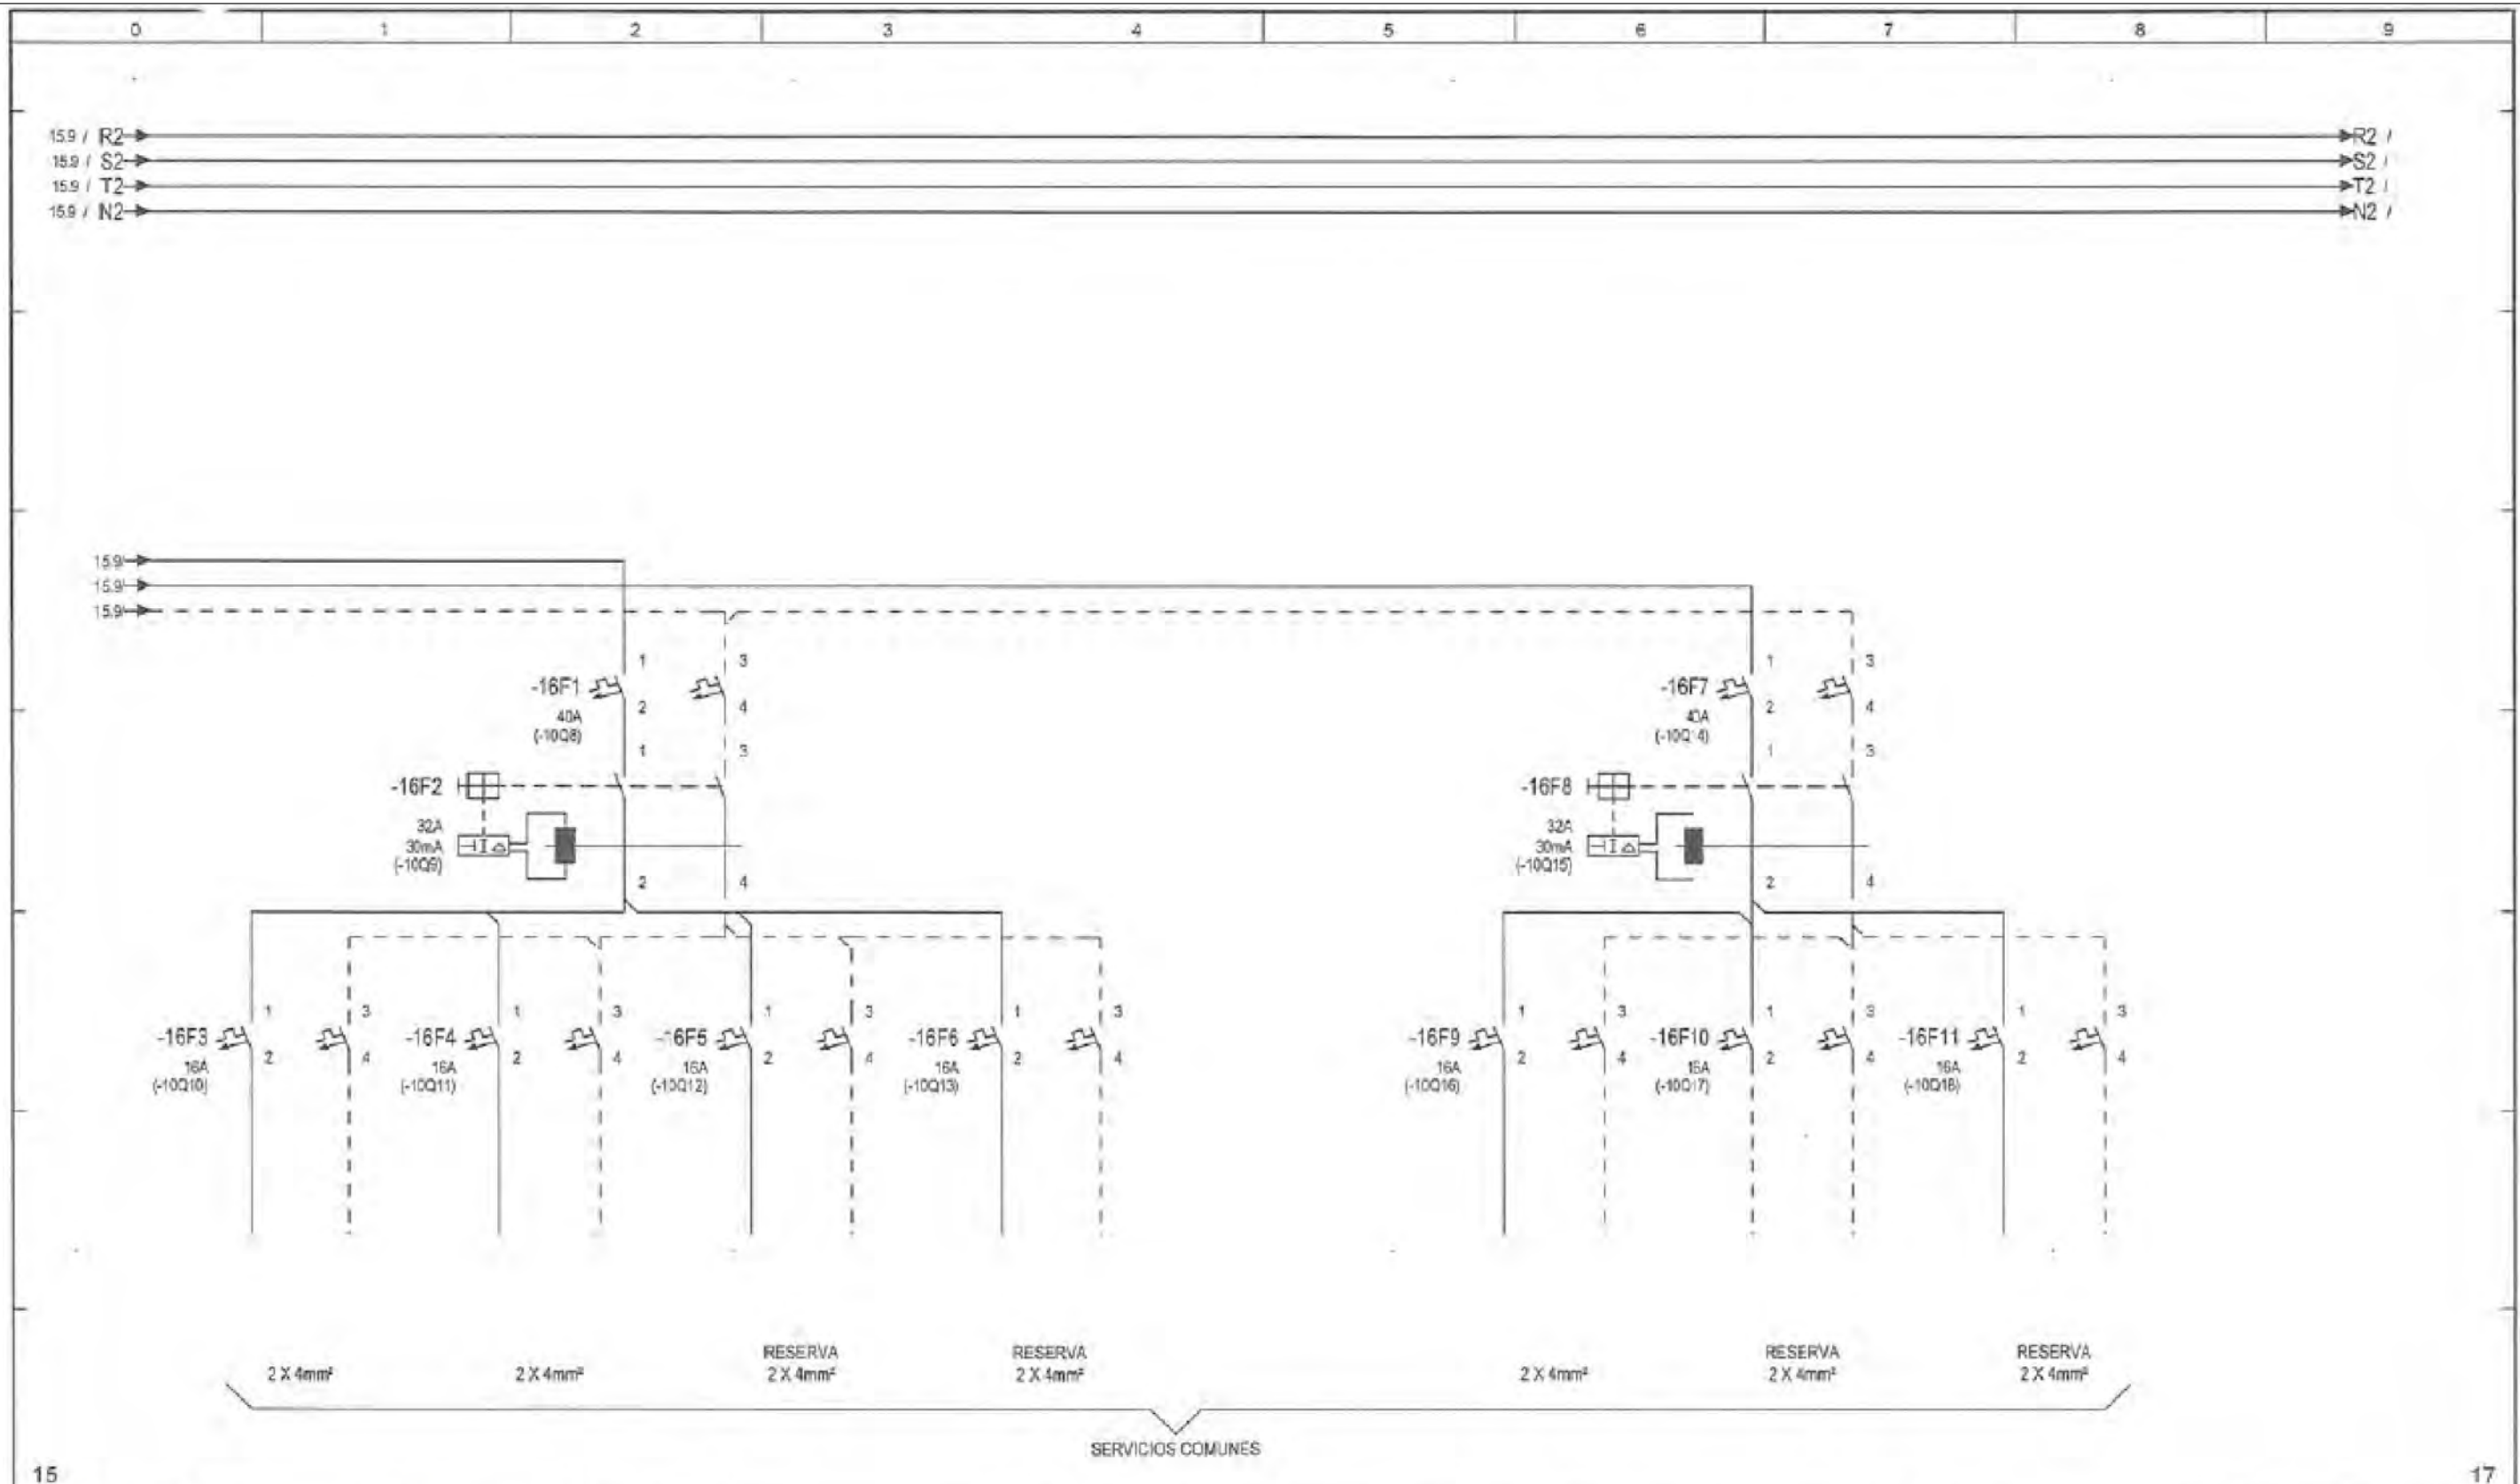 0 1 2 3 4 5 6 7 8 9
15.9 / R2 R2 /
15.9 / S2 S2 /
15.9 / T2 T2 /
15.9 / N2 N2 /
15.9/
15.9/
15.9/
1 3 1 3
-16F1 -16F7
2 4 2 4
40A 40A
(-10Q8) (-10Q14)
1 3 1 3
-16F2 -16F8
32A 32A
30mA 30mA
(-10Q9) (-10Q15)
2 4 2 4
1 3 1 3 1 3 1 3 1 3 1 3 1 3
-16F3 -16F4 -16F5 -16F6 -16F9 -16F10 -16F11
2 4 2 4 2 4 2 4 2 4 2 4 2 4
16A 16A 16A 16A 16A 16A 16A
(-10Q10) (-10Q11) (-10Q12) (-10Q13) (-10Q16) (-10Q17) (-10Q18)
RESERVA RESERVA RESERVA RESERVA
2 X 4mm² 2 X 4mm² 2 X 4mm² 2 X 4mm² 2 X 4mm² 2 X 4mm² 2 X 4mm²
SERVICIOS COMUNES
15 17